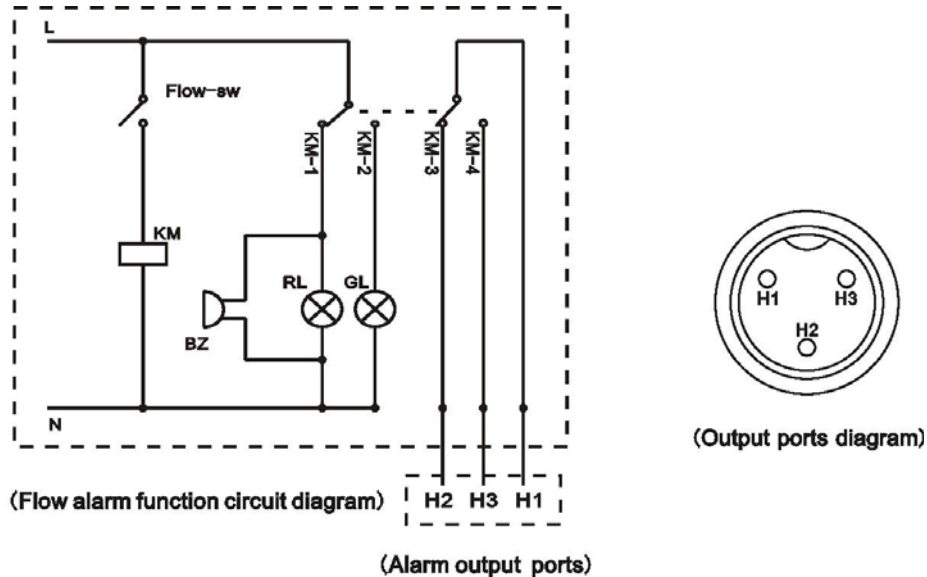 L
Flow-sw
KM-1
KM-2
KM-3
KM-4
KM
RL
GL
BZ
N
H1
H3
H2
(Output ports diagram)
(Flow alarm function circuit diagram)
H2 H3 H1
(Alarm output ports)